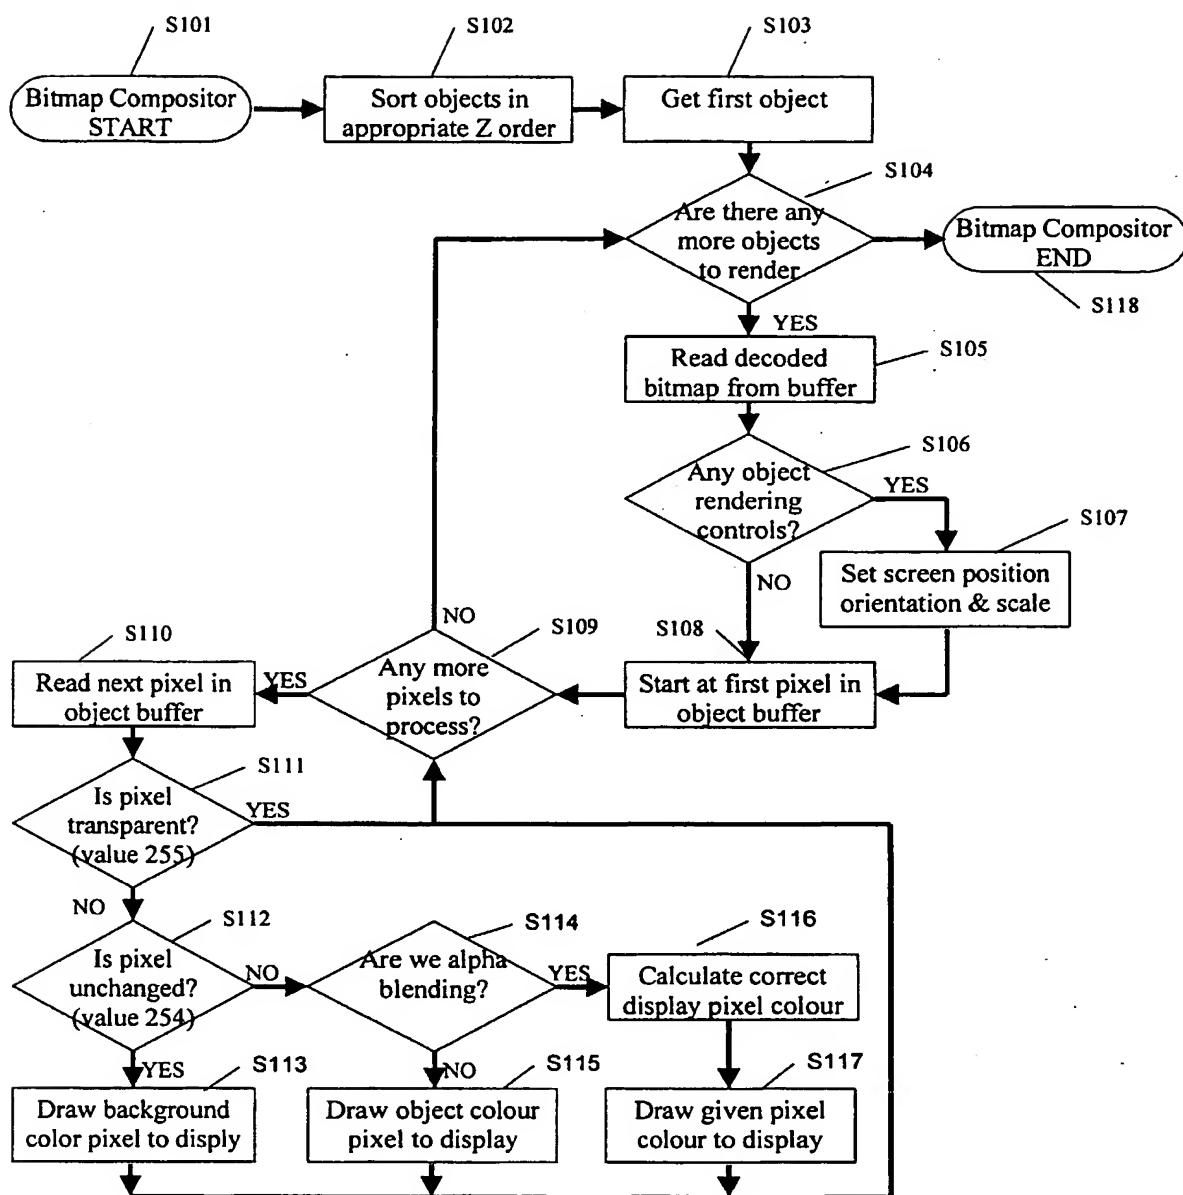 S101
S102
S103
Bitmap Compositor
START
Sort objects in
appropriate Z order
Get first object
S104
Are there any
more objects
to render
Bitmap Compositor
END
S118
YES
Read decoded
bitmap from buffer
S105
S106
Any object
rendering
controls?
YES
S107
NO
Set screen position
orientation & scale
S108
Start at first pixel in
object buffer
NO
S109
Any more
pixels to
process?
YES
S110
Read next pixel in
object buffer
S111
Is pixel
transparent?
(value 255)
YES
NO
S112
Is pixel
unchanged?
(value 254)
NO
S114
Are we alpha
blending?
YES
S116
Calculate correct
display pixel colour
YES
S113
Draw background
color pixel to disply
NO
S115
Draw object colour
pixel to display
S117
Draw given pixel
colour to display